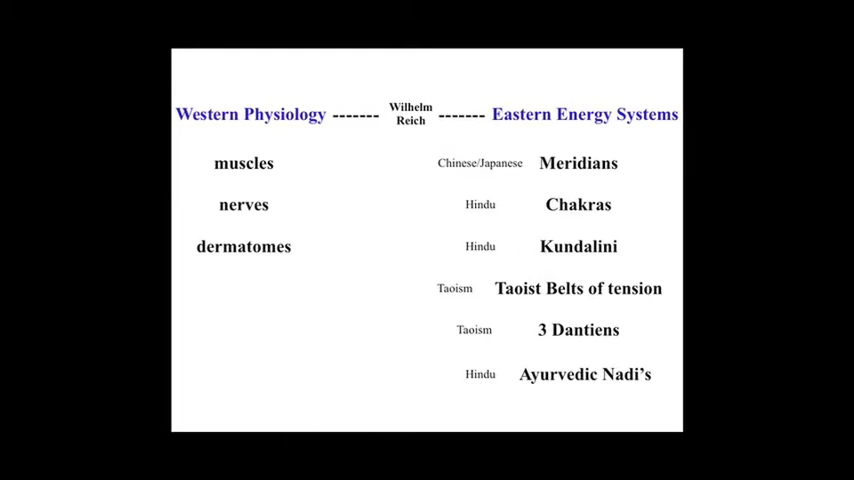 Western Physiology ------- Wilhelm Reich ------- Eastern Energy Systems
muscles Chinese/Japanese Meridians
nerves Hindu Chakras
dermatomes Hindu Kundalini
Taoism Taoist Belts of tension
Taoism 3 Dantiens
Hindu Ayurvedic Nadi's